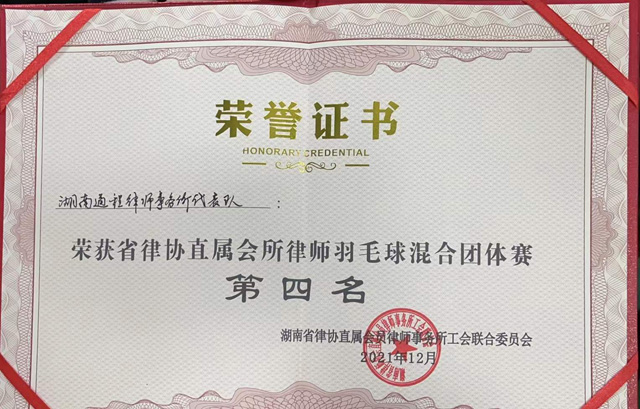 荣誉证书
HONORARY CREDENTIAL
湖南通程律师事务所代表队：
荣获省律协直属会所律师羽毛球混合团体赛
第四名
湖南省律协直属会员律师事务所工会联合委员会
2021年12月